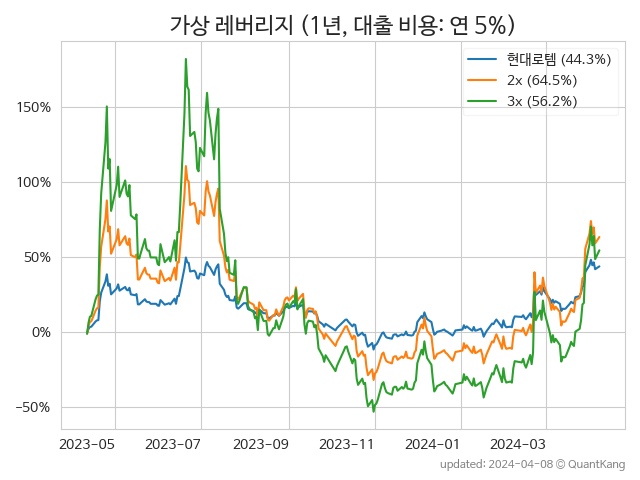 가상 레버리지 (1년, 대출 비용: 연 5%)
현대로템 (44.3%)
2x (64.5%)
3x (56.2%)
150%
100%
50%
0%
−50%
2023-05 2023-07 2023-09 2023-11 2024-01 2024-03
updated: 2024-04-08 © QuantKang